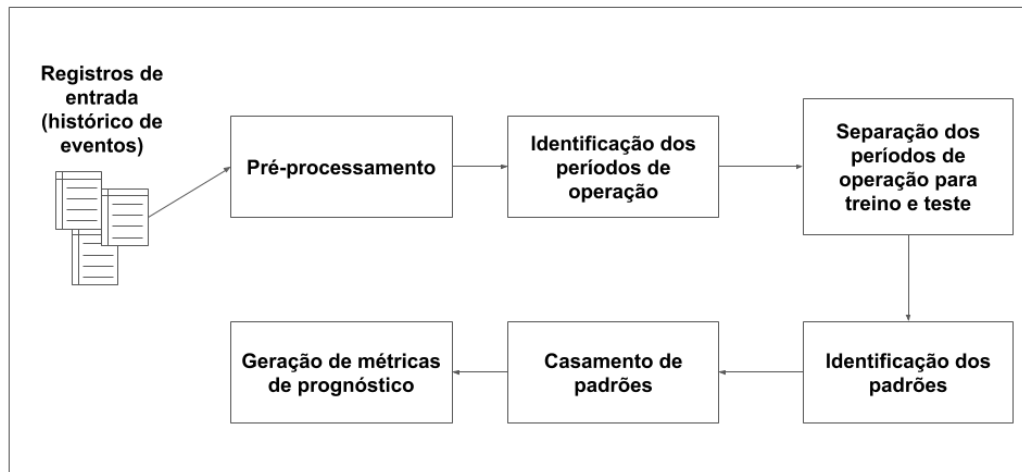 Registros de
entrada
(histórico de
eventos)
Pré-processamento
Identificação dos
períodos de
operação
Separação dos
períodos de
operação para
treino e teste
Identificação dos
padrões
Casamento de
padrões
Geração de métricas
de prognóstico